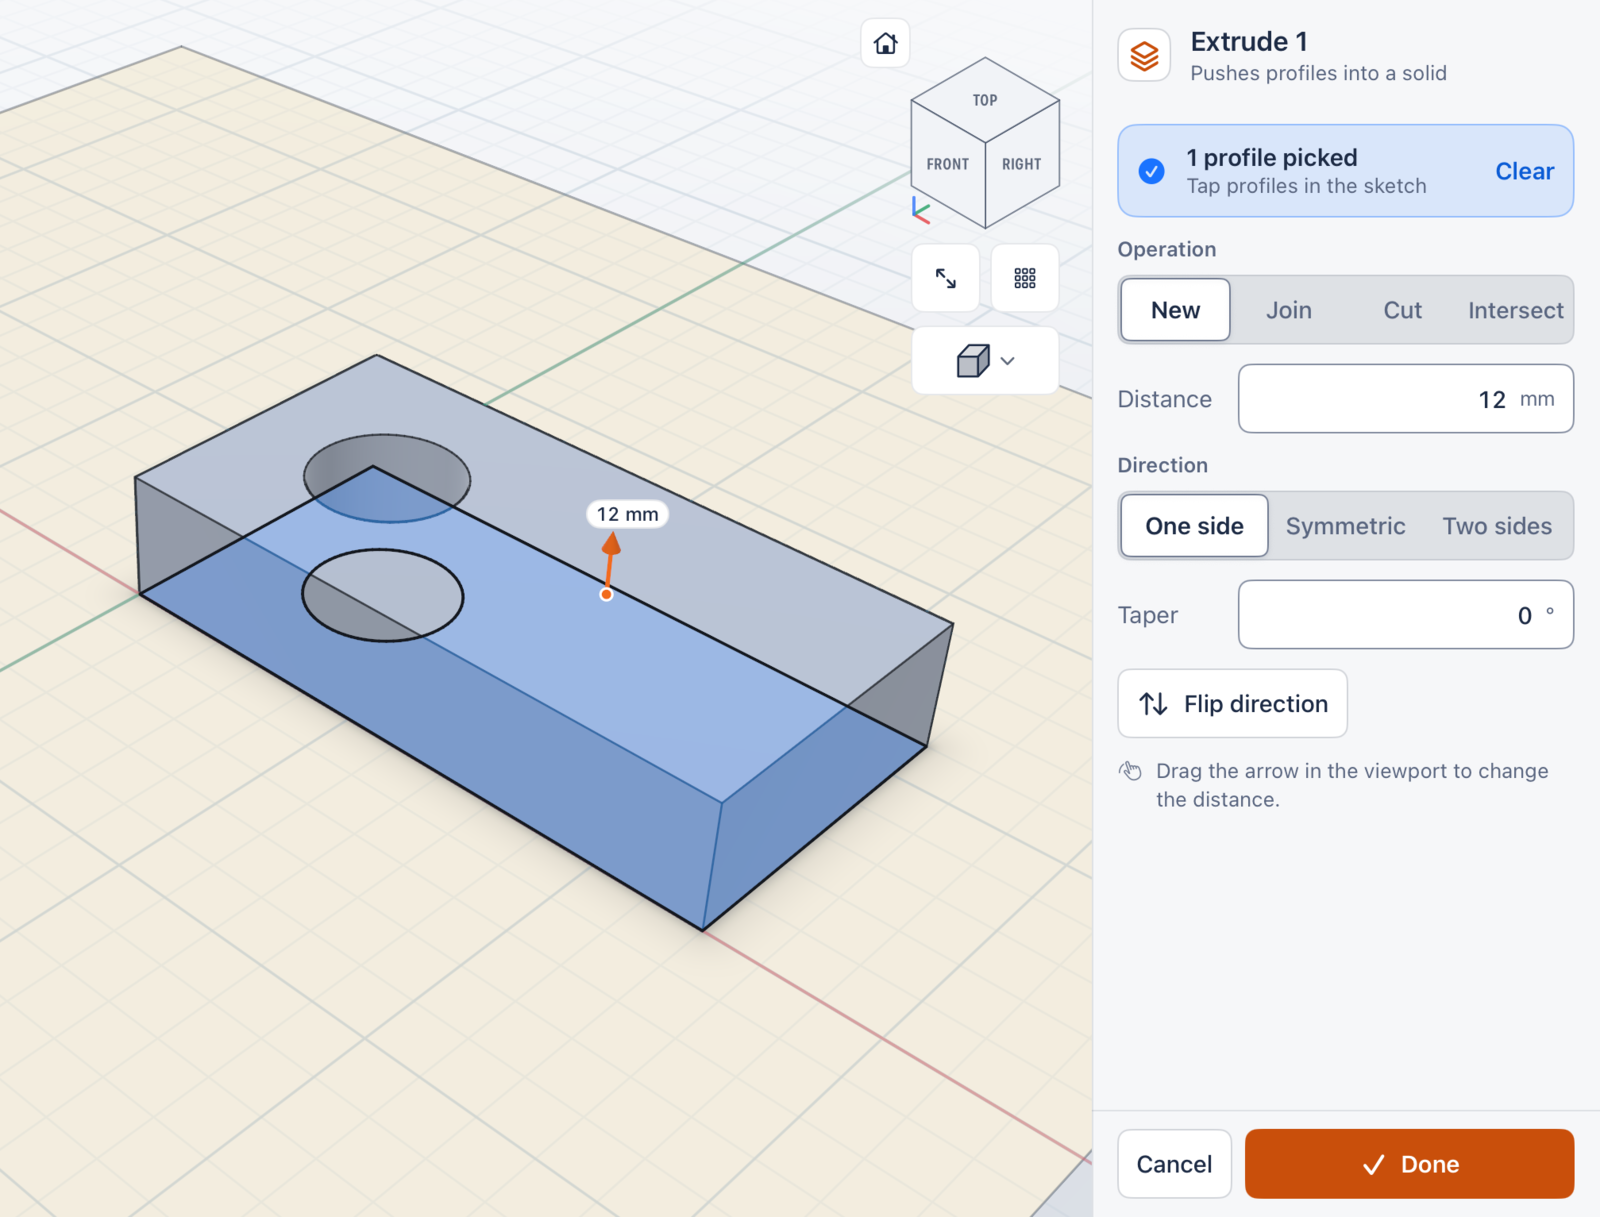 Extrude 1
Pushes profiles into a solid
TOP
FRONT
RIGHT
1 profile picked
Tap profiles in the sketch
Clear
Operation
New
Join
Cut
Intersect
Distance
12 mm
Direction
One side
Symmetric
Two sides
12 mm
Taper
0 °
Flip direction
Drag the arrow in the viewport to change
the distance.
Cancel
Done